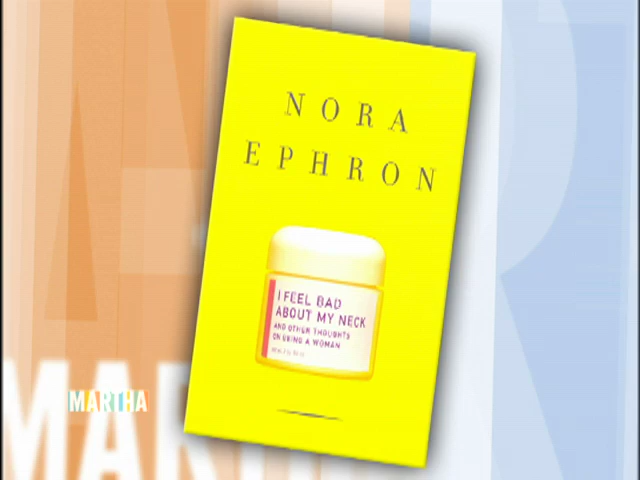 NORA
EPHRON
I FEEL BAD
ABOUT MY NECK
AND OTHER THOUGHTS
ON BEING A WOMAN
MARTHA